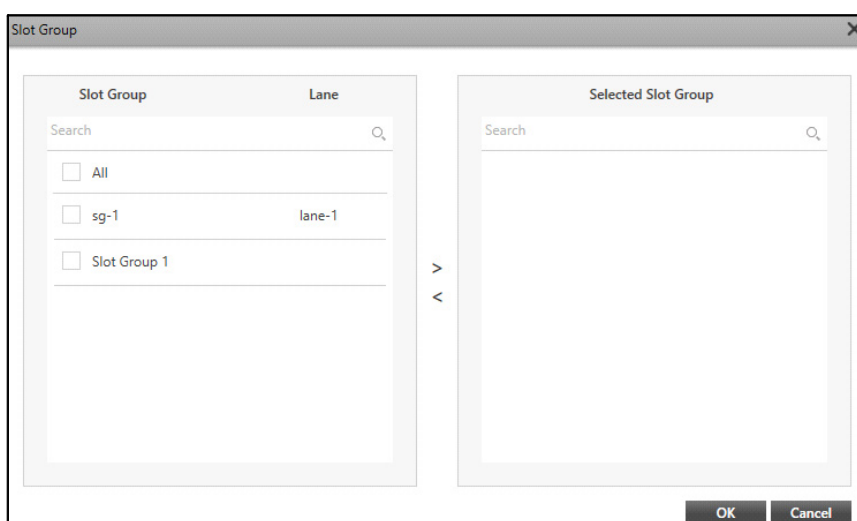 Slot Group
Slot Group Lane
Search
All
sg-1 lane-1
Slot Group 1
>
<
Selected Slot Group
Search
OK Cancel